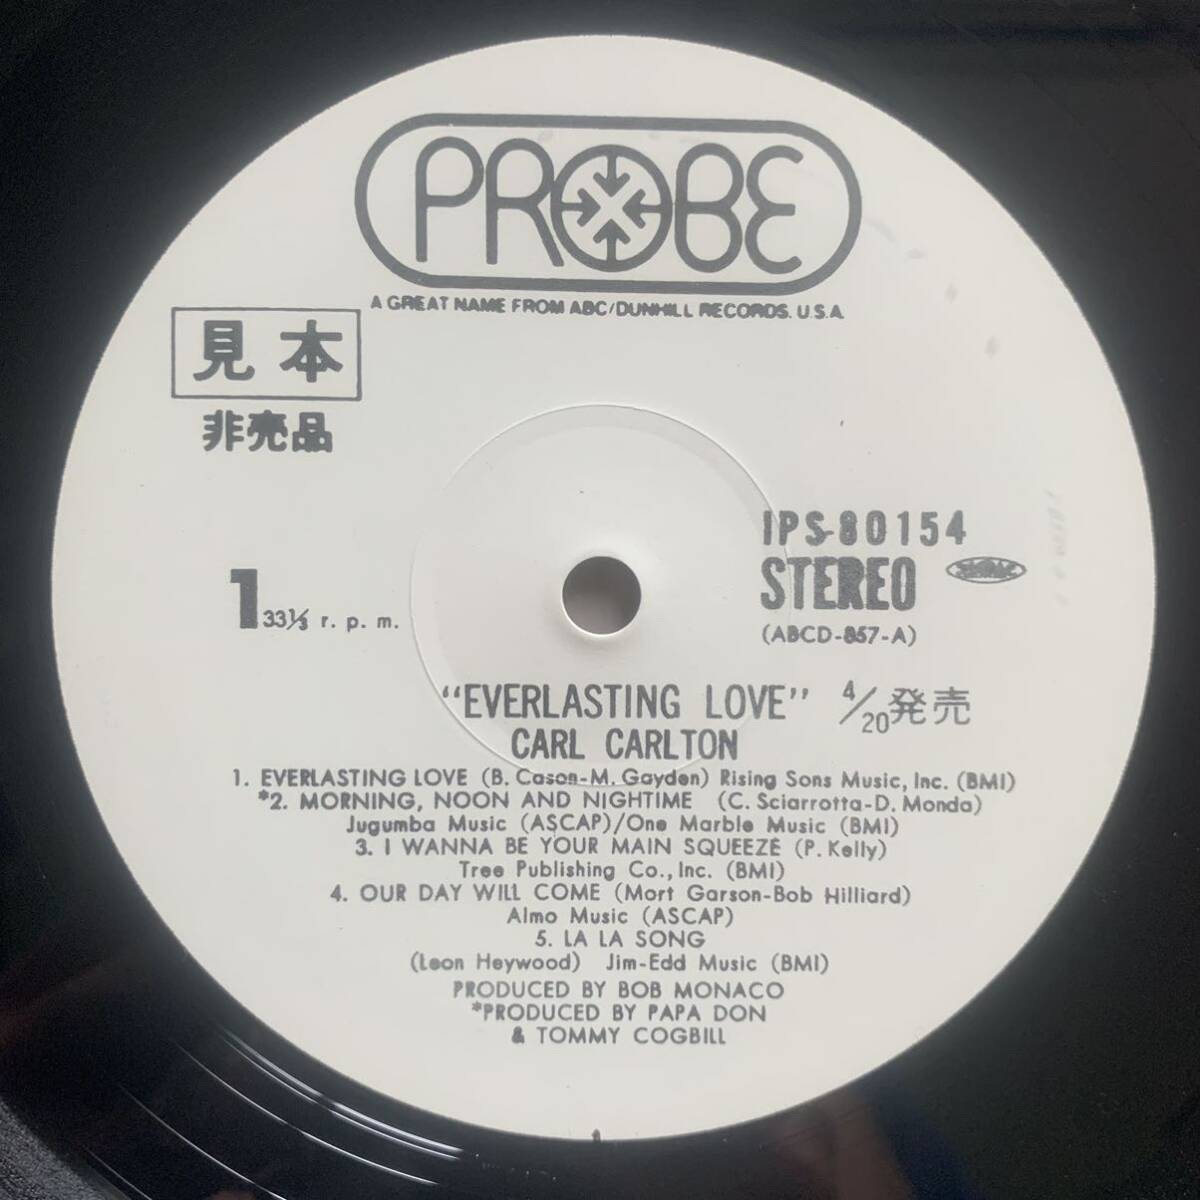 PROBE
A GREAT NAME FROM ABC/DUNHILL RECORDS. U.S.A.
見本
非売品
IPS-80154
STEREO
(ABCD-857-A)
1 33⅓ r. p. m.
"EVERLASTING LOVE" 4/20発売
CARL CARLTON
1. EVERLASTING LOVE (B. Cason-M. Gayden) Rising Sons Music, Inc. (BMI)
*2. MORNING, NOON AND NIGHTIME (C. Sciarrotta-D. Monda)
Jugumba Music (ASCAP)/One Marble Music (BMI)
3. I WANNA BE YOUR MAIN SQUEEZE (P. Kelly)
Tree Publishing Co., Inc. (BMI)
4. OUR DAY WILL COME (Mort Garson-Bob Hilliard)
Almo Music (ASCAP)
5. LA LA SONG
(Leon Heywood) Jim-Edd Music (BMI)
PRODUCED BY BOB MONACO
*PRODUCED BY PAPA DON
& TOMMY COGBILL